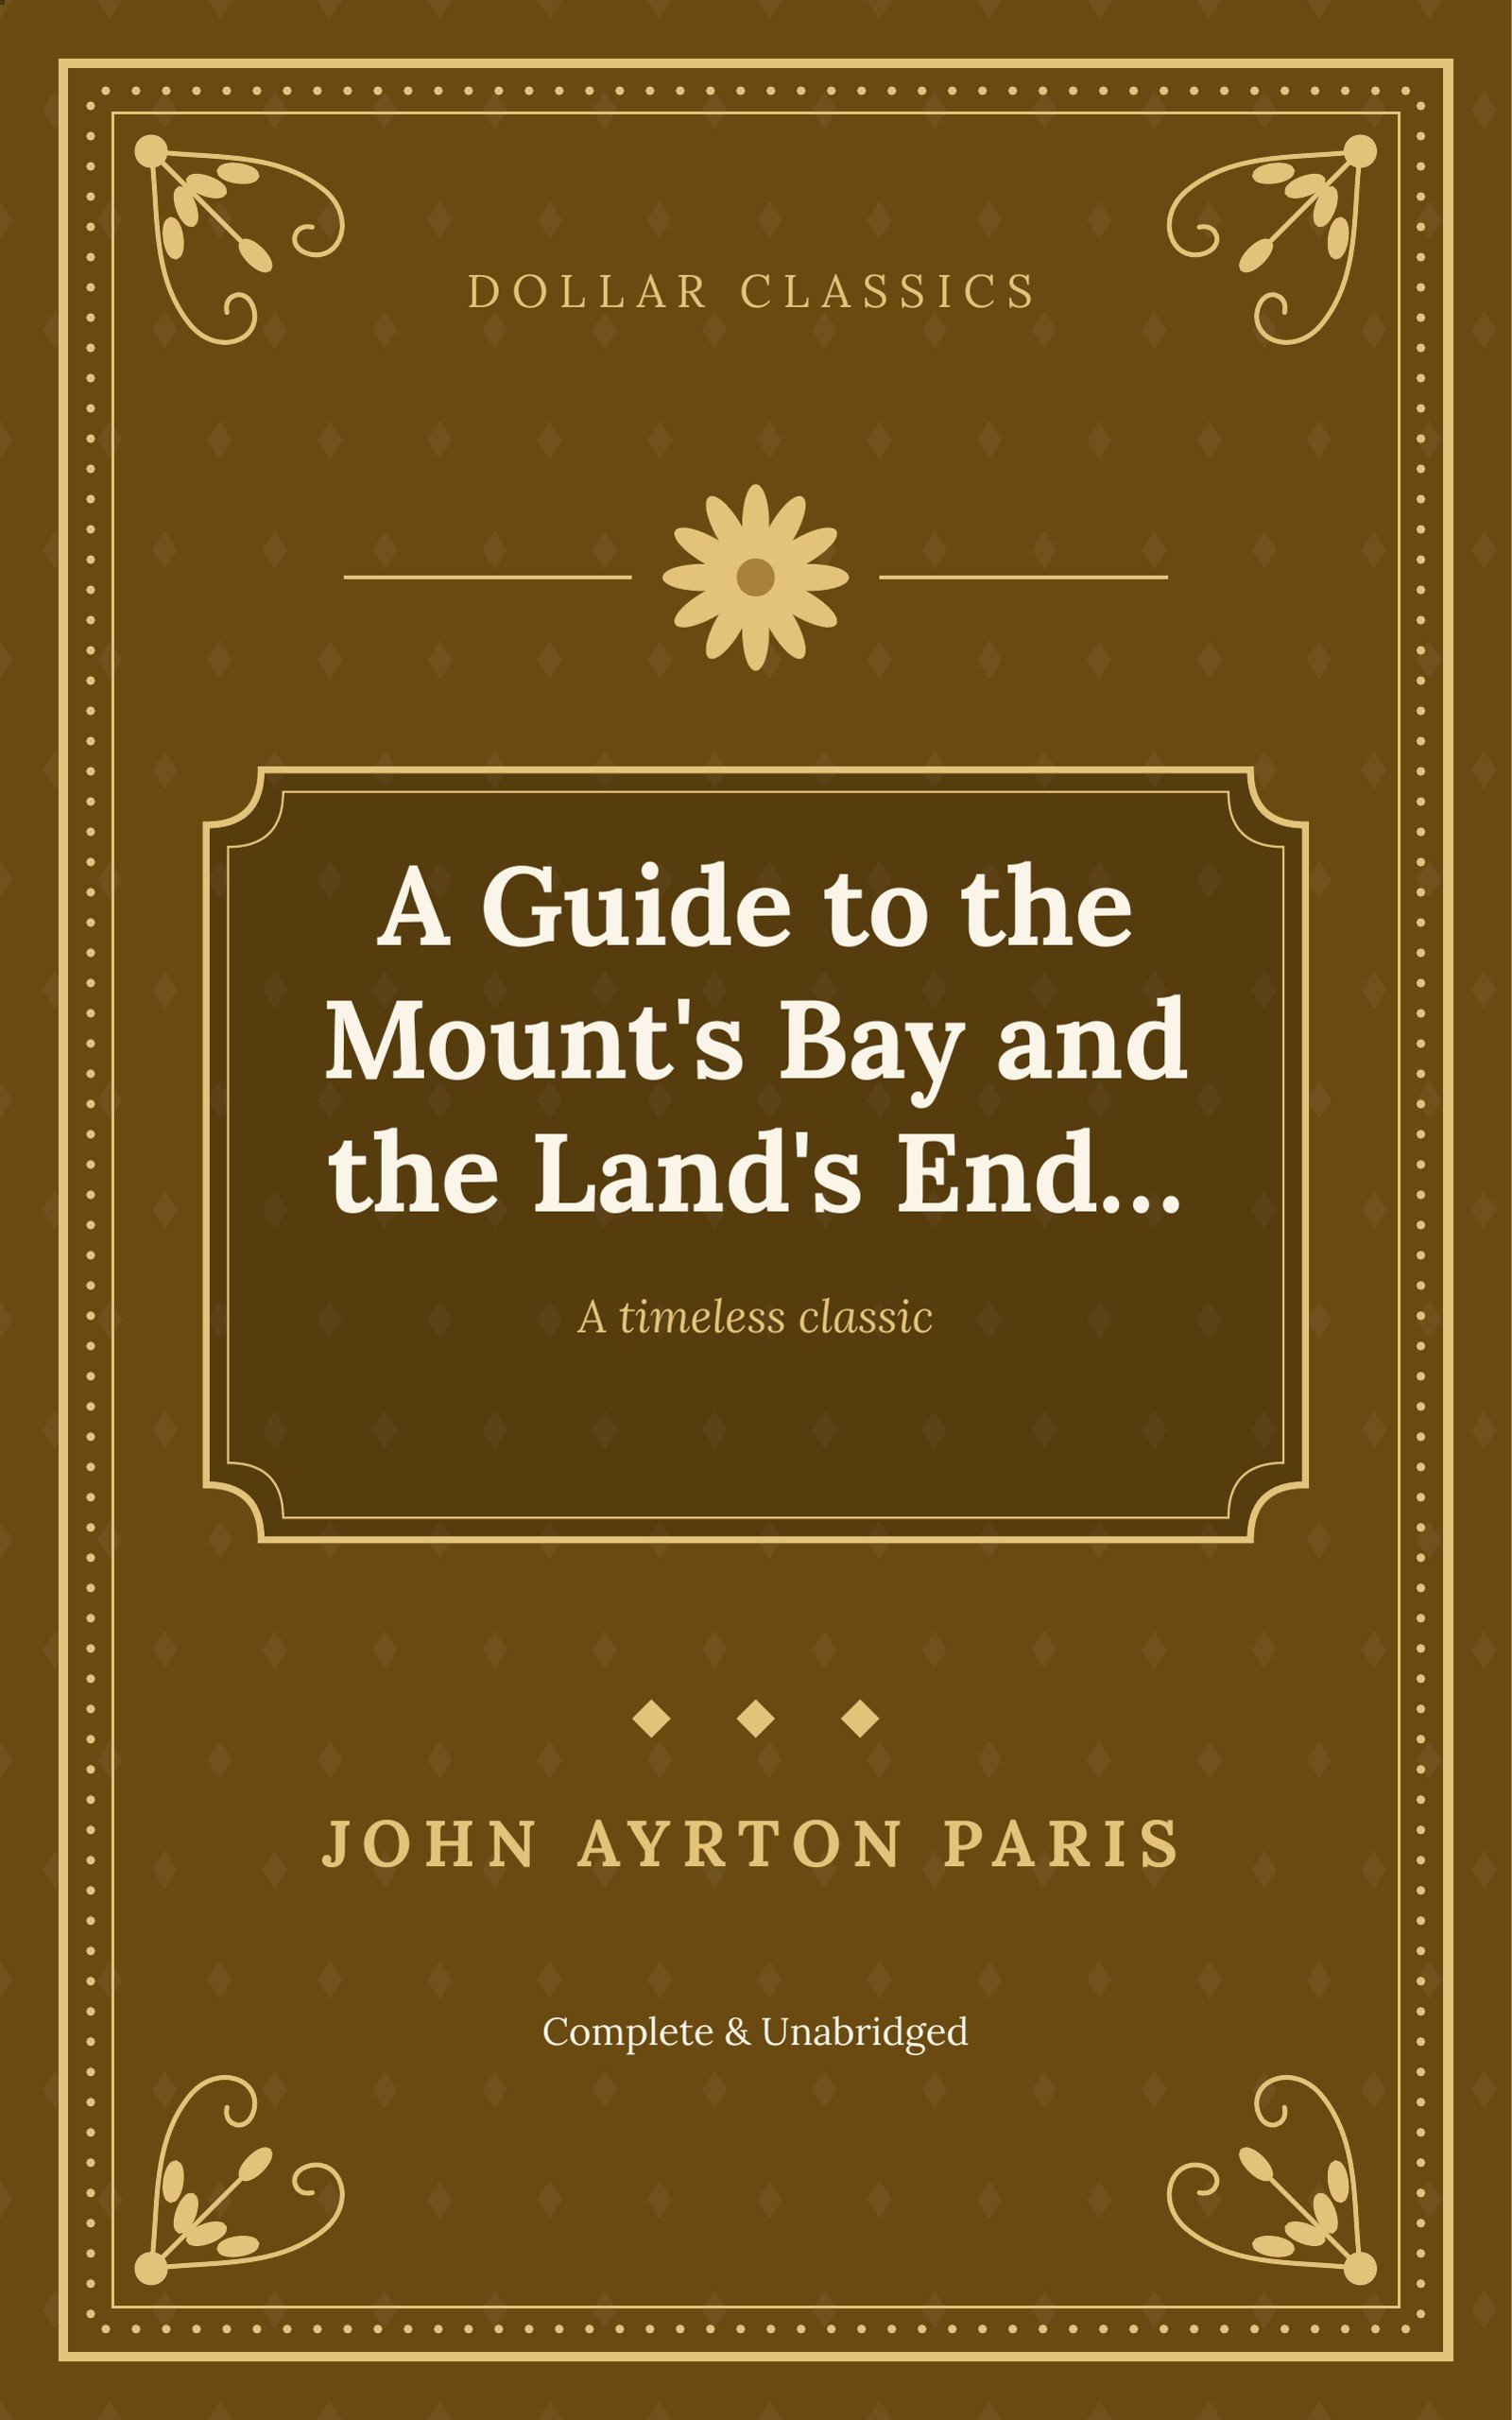 DOLLAR CLASSICS
A Guide to the
Mount's Bay and
the Land's End...
A timeless classic
JOHN AYRTON PARIS
Complete & Unabridged